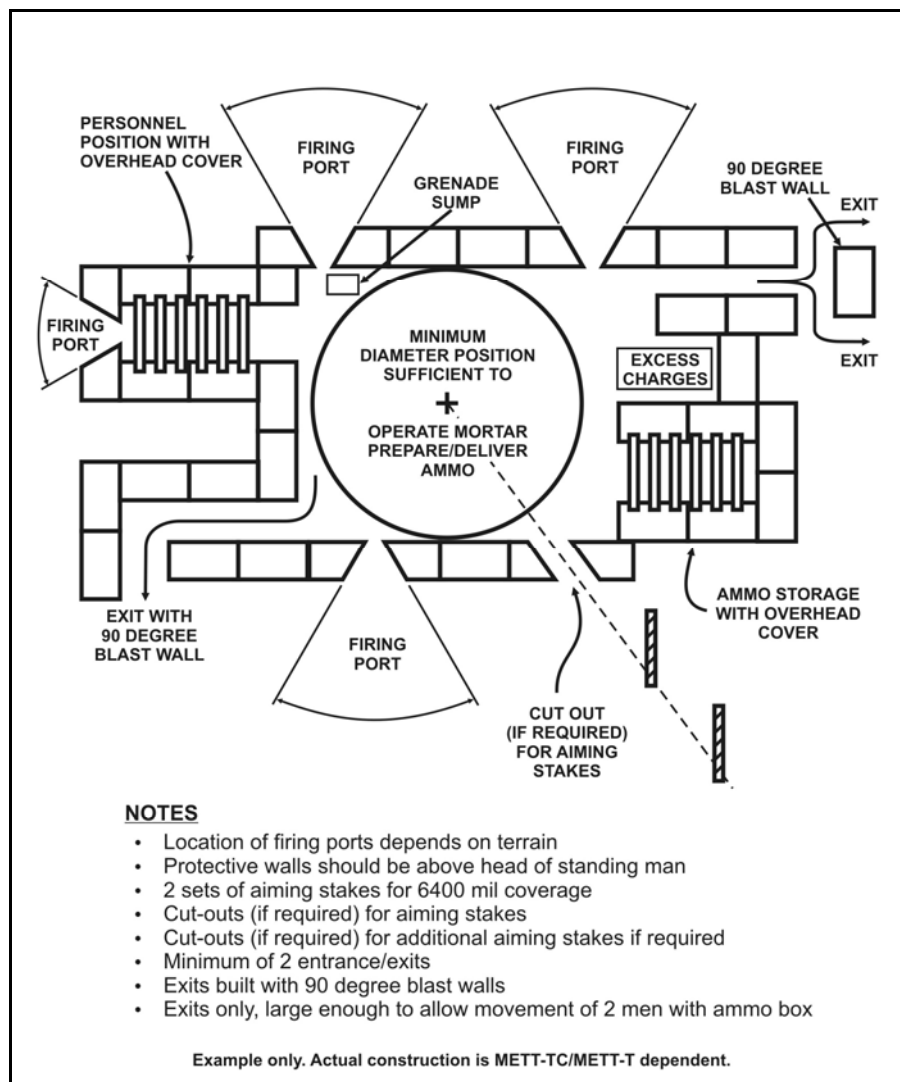 PERSONNEL
POSITION WITH
OVERHEAD COVER
FIRING
PORT
GRENADE
SUMP
FIRING
PORT
90 DEGREE
BLAST WALL
EXIT
EXIT
FIRING
PORT
MINIMUM
DIAMETER POSITION
SUFFICIENT TO
OPERATE MORTAR
PREPARE/DELIVER
AMMO
EXCESS
CHARGES
EXIT WITH
90 DEGREE
BLAST WALL
FIRING
PORT
AMMO STORAGE
WITH OVERHEAD
COVER
CUT OUT
(IF REQUIRED)
FOR AIMING
STAKES
NOTES
• Location of firing ports depends on terrain
• Protective walls should be above head of standing man
• 2 sets of aiming stakes for 6400 mil coverage
• Cut-outs (if required) for aiming stakes
• Cut-outs (if required) for additional aiming stakes if required
• Minimum of 2 entrance/exits
• Exits built with 90 degree blast walls
• Exits only, large enough to allow movement of 2 men with ammo box
Example only. Actual construction is METT-TC/METT-T dependent.